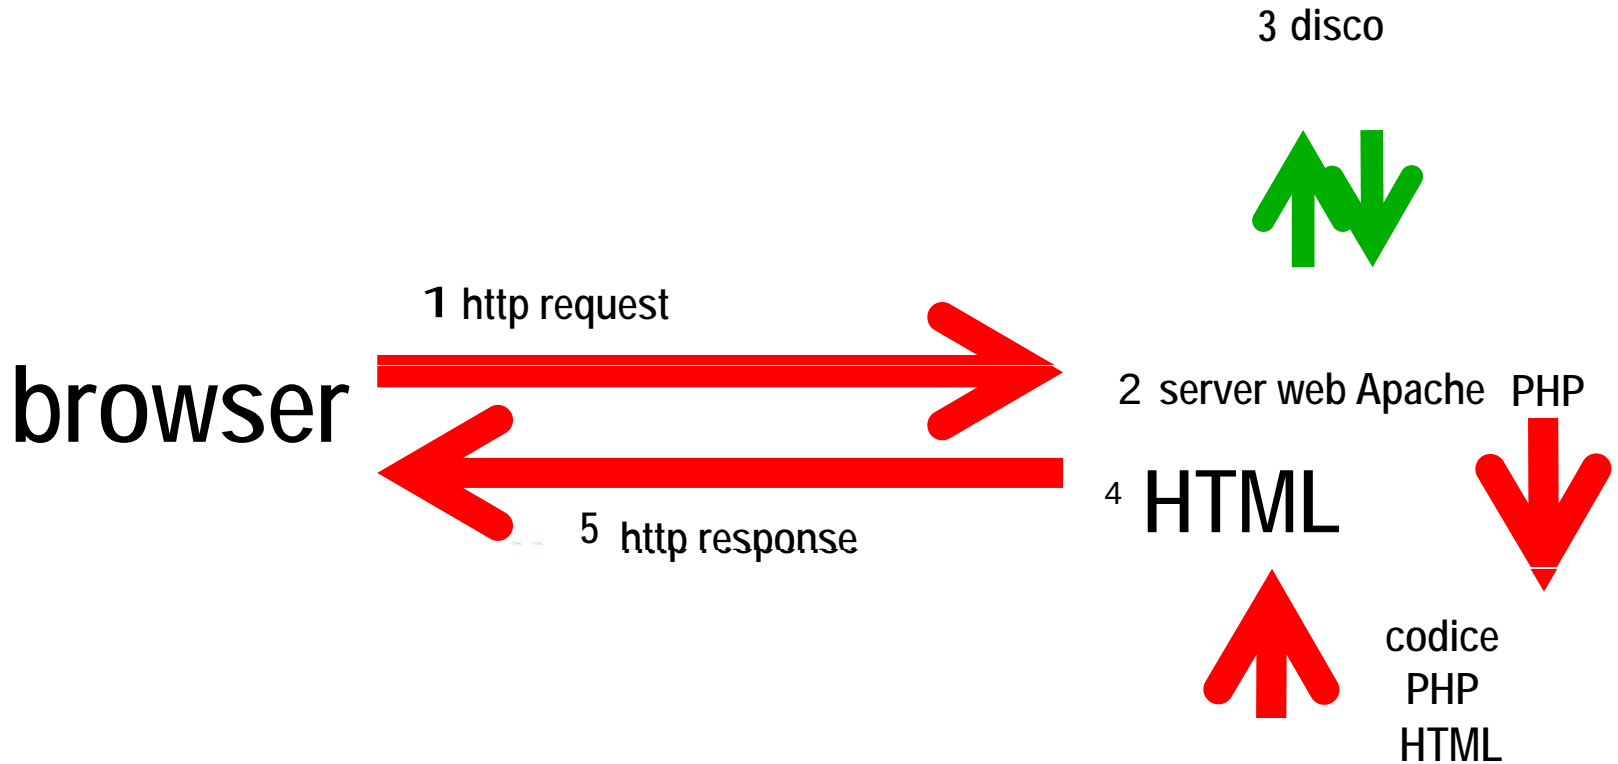 3 disco
1 http request
browser
2 server web Apache PHP
4 HTML
5 http response
codice
PHP
HTML